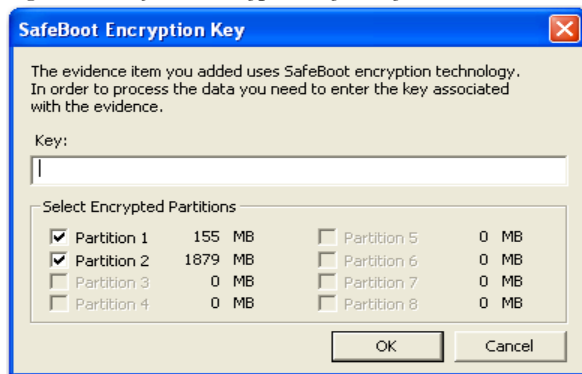 SafeBoot Encryption Key
The evidence item you added uses SafeBoot encryption technology.
In order to process the data you need to enter the key associated
with the evidence.
Key:
Select Encrypted Partitions
Partition 1 155 MB Partition 5 0 MB
Partition 2 1879 MB Partition 6 0 MB
Partition 3 0 MB Partition 7 0 MB
Partition 4 0 MB Partition 8 0 MB
OK Cancel